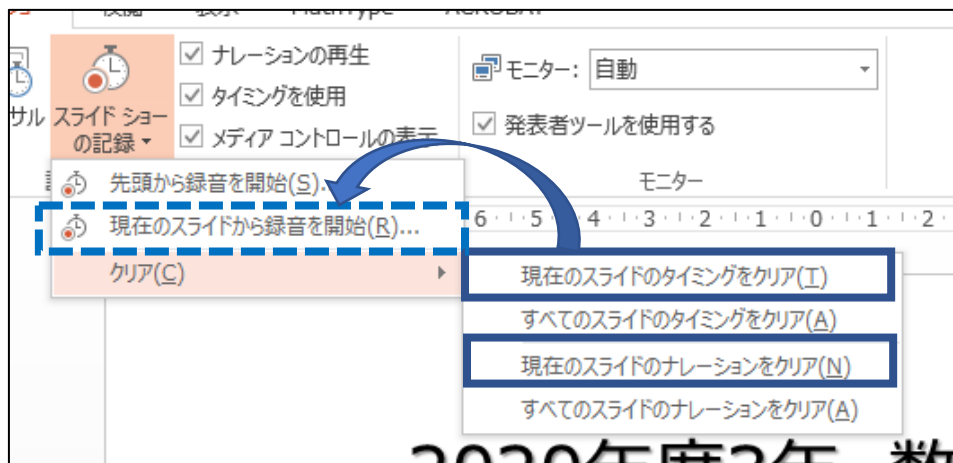 校閲 表示 MathType ACROBAT
ナレーションの再生
タイミングを使用
メディア コントロールの表示
サル
スライド ショー
の記録
モニター: 自動
発表者ツールを使用する
モニター
先頭から録音を開始(S)...
現在のスライドから録音を開始(R)...
クリア(C)
6 5 4 3 2 1 0 1 2
現在のスライドのタイミングをクリア(T)
すべてのスライドのタイミングをクリア(A)
現在のスライドのナレーションをクリア(N)
すべてのスライドのナレーションをクリア(A)
2020年度3年 数